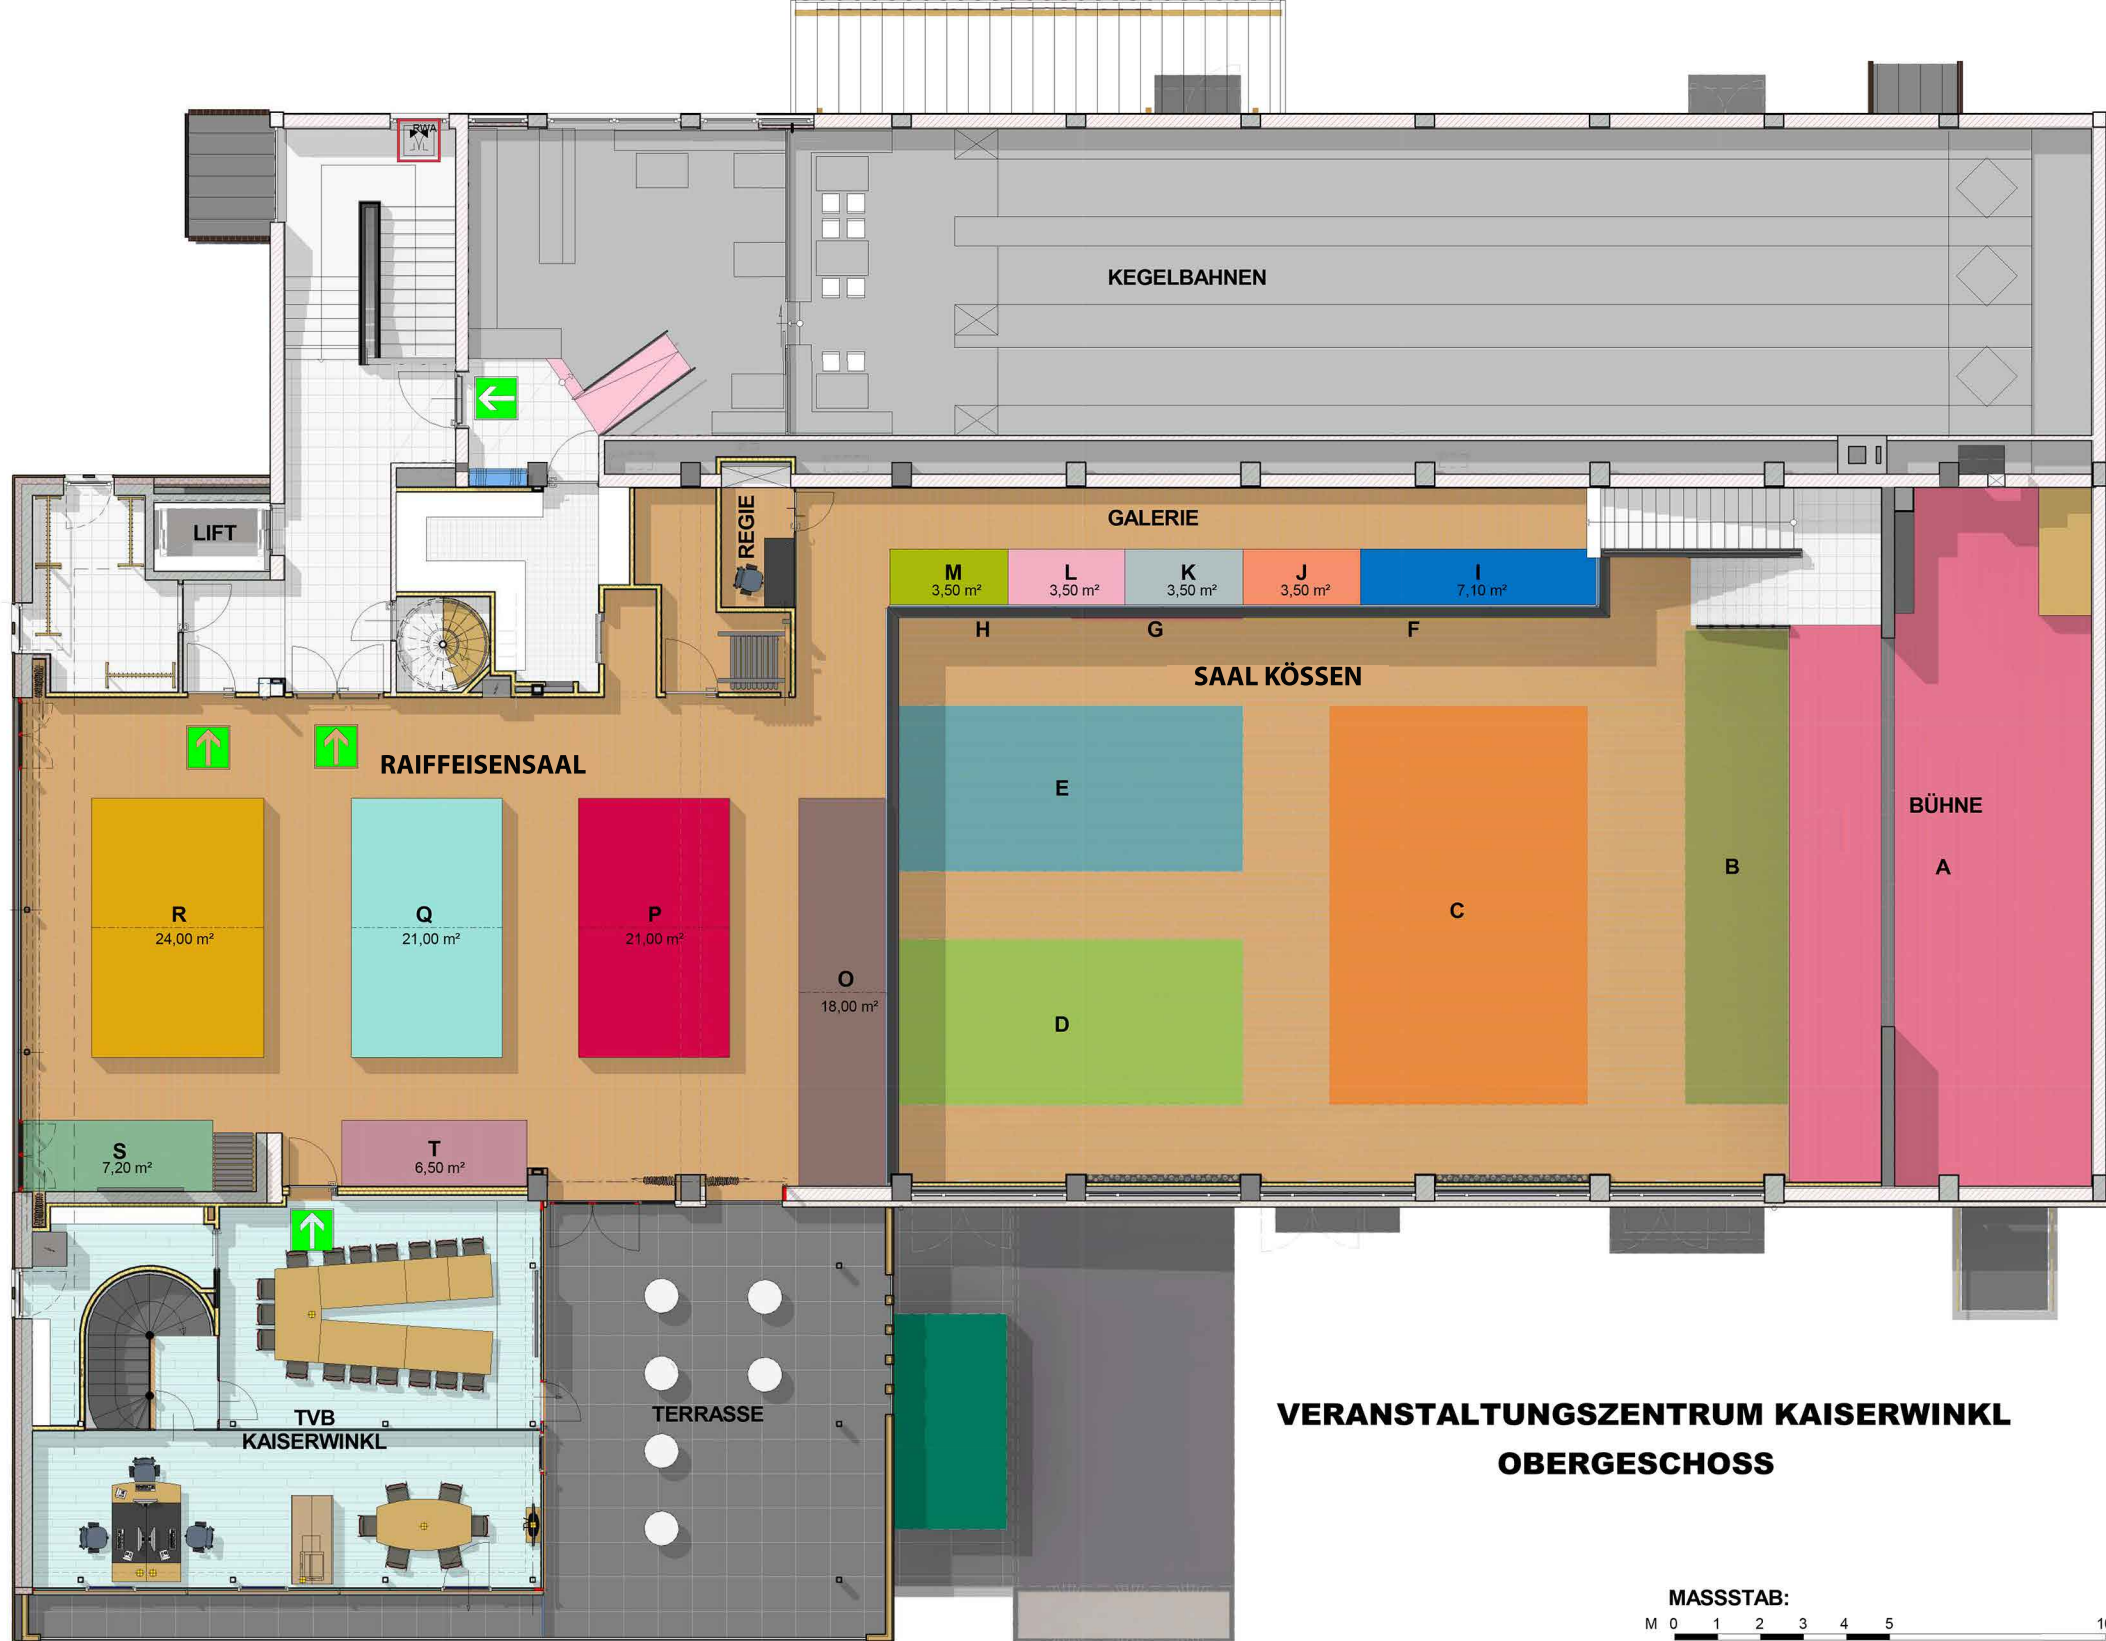 RWA
KEGELBAHNEN
LIFT
REGIE
GALERIE
M
3,50 m²
L
3,50 m²
K
3,50 m²
J
3,50 m²
I
7,10 m²
H
G
F
SAAL KÖSSEN
RAIFFEISENSAAL
E
BÜHNE
B
A
C
R
24,00 m²
Q
21,00 m²
P
21,00 m²
O
18,00 m²
D
S
7,20 m²
T
6,50 m²
TVB
KAISERWINKL
TERRASSE
VERANSTALTUNGSZENTRUM KAISERWINKL
OBERGESCHOSS
MASSSTAB:
M 0 1 2 3 4 5